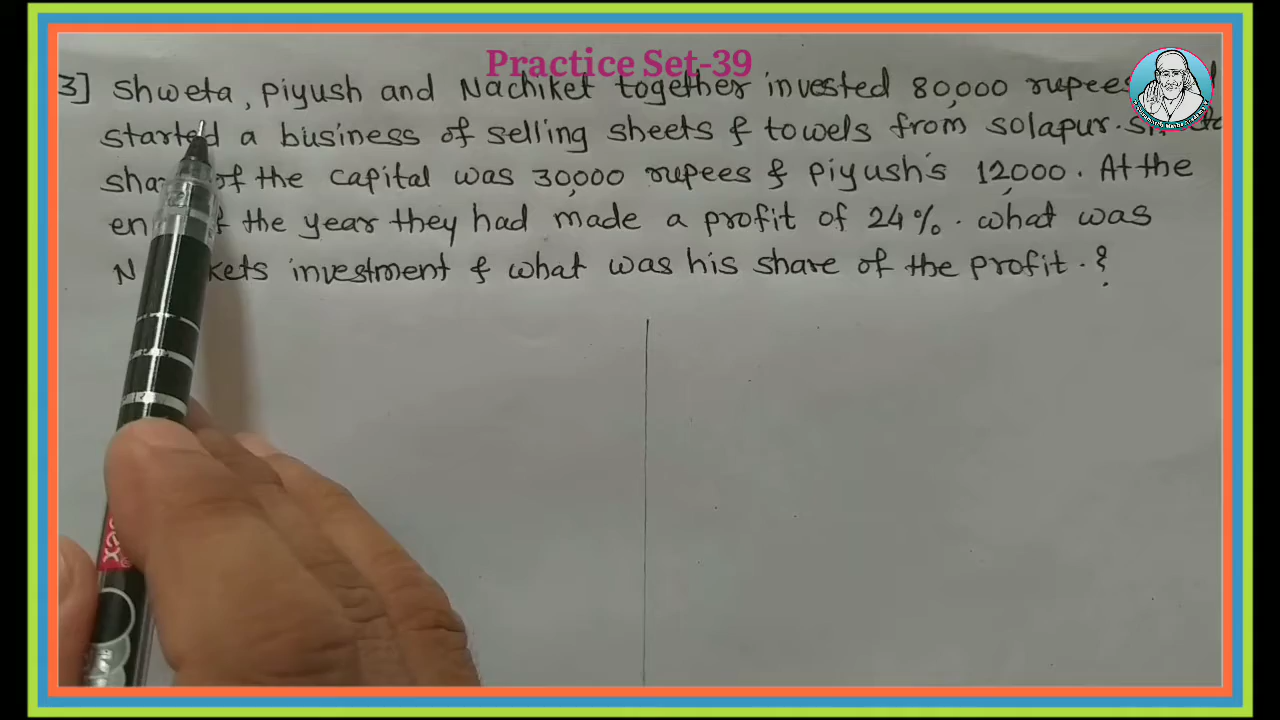 Practice Set-39
3] Shweta, Piyush and Nachiket together invested 80,000 rupees
started a business of selling sheets & towels from solapur.
of the capital was 30,000 rupees & Piyush's 12,000. At the
the year they had made a profit of 24%. what was
investment & what was his share of the profit.?